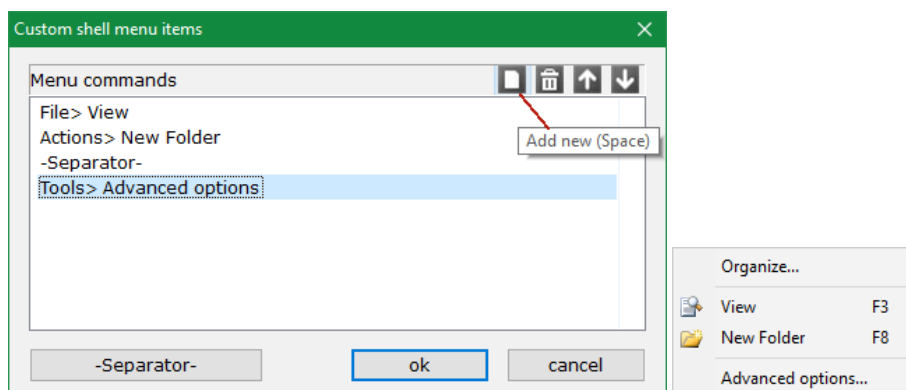 Custom shell menu items
Menu commands
Add new (Space)
File> View
Actions> New Folder
-Separator-
Tools> Advanced options
-Separator-
ok
cancel
Organize...
View F3
New Folder F8
Advanced options...